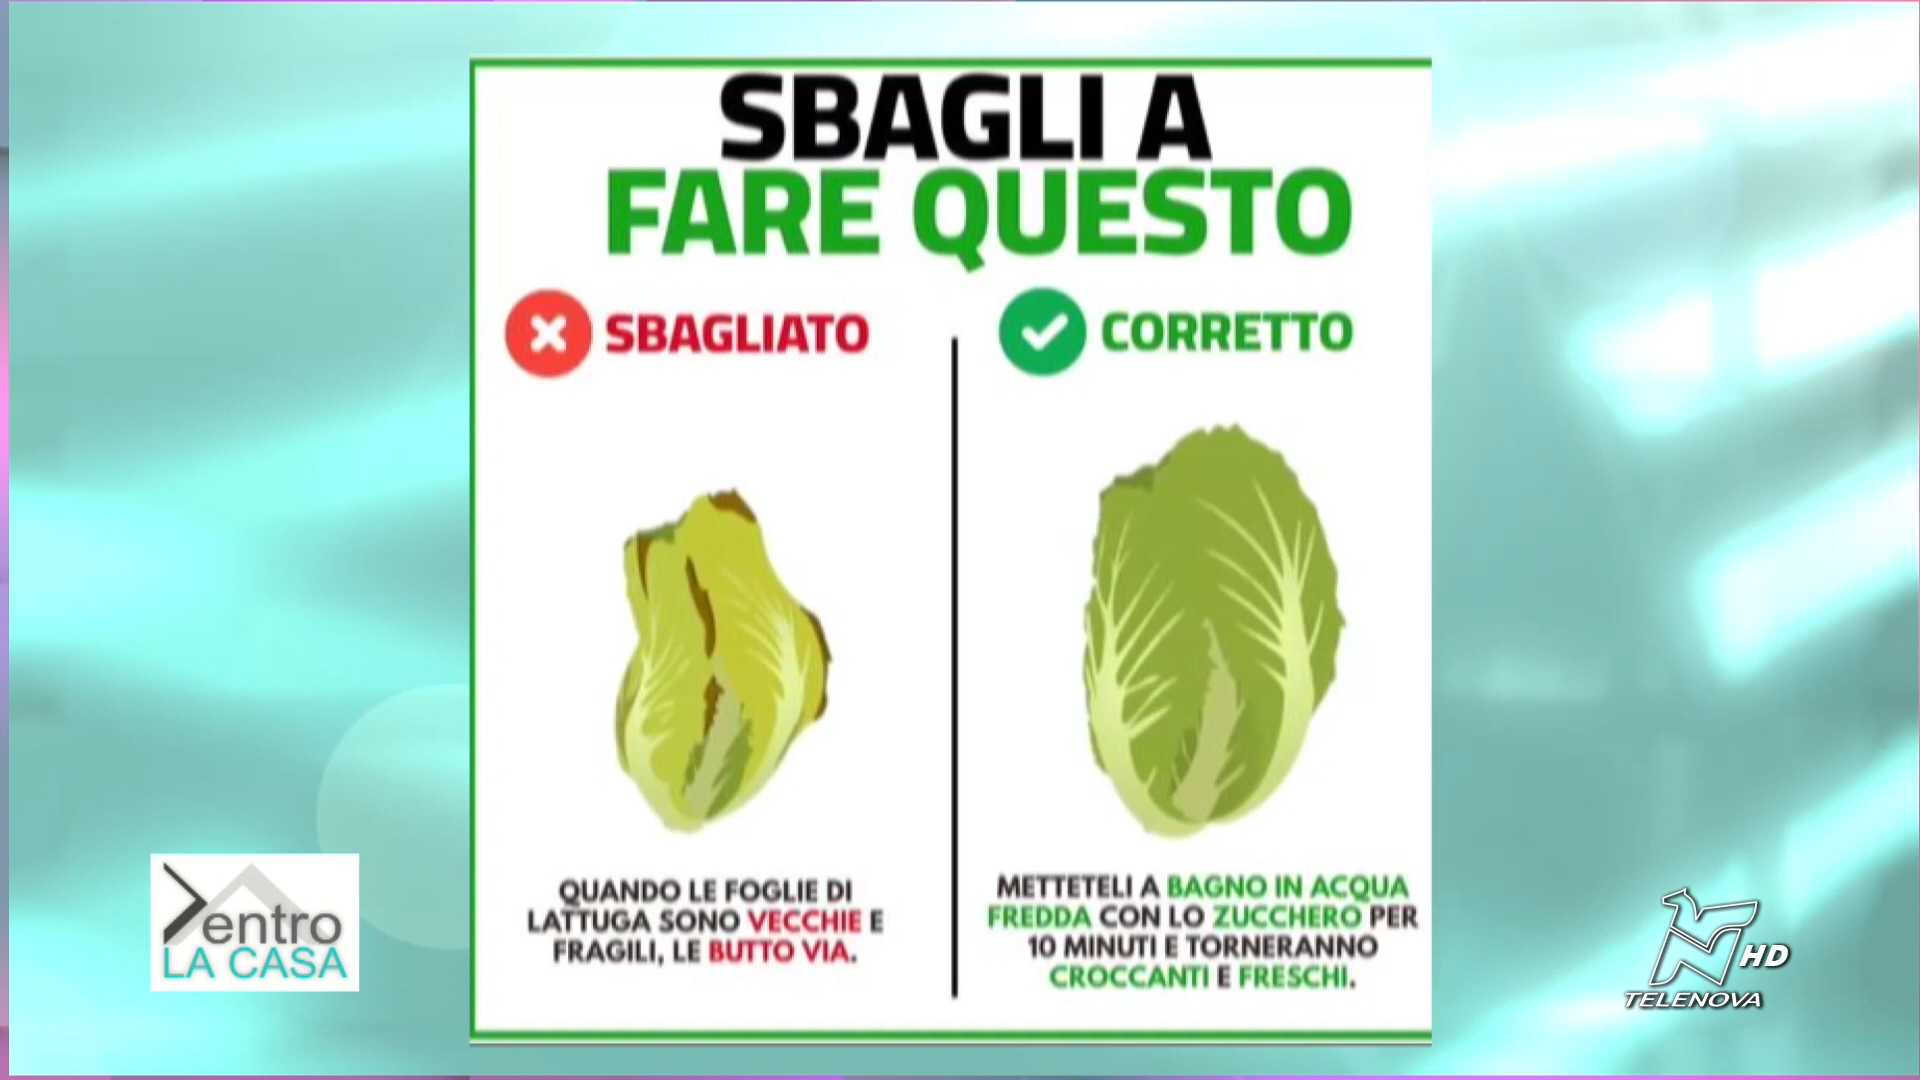 SBAGLI A
FARE QUESTO
SBAGLIATO
CORRETTO
QUANDO LE FOGLIE DI
LATTUGA SONO VECCHIE E
FRAGILI, LE BUTTO VIA.
METTETELI A BAGNO IN ACQUA
FREDDA CON LO ZUCCHERO PER
10 MINUTI E TORNERANNO
CROCCANTI E FRESCHI.
Dentro
LA CASA
HD
TELENOVA